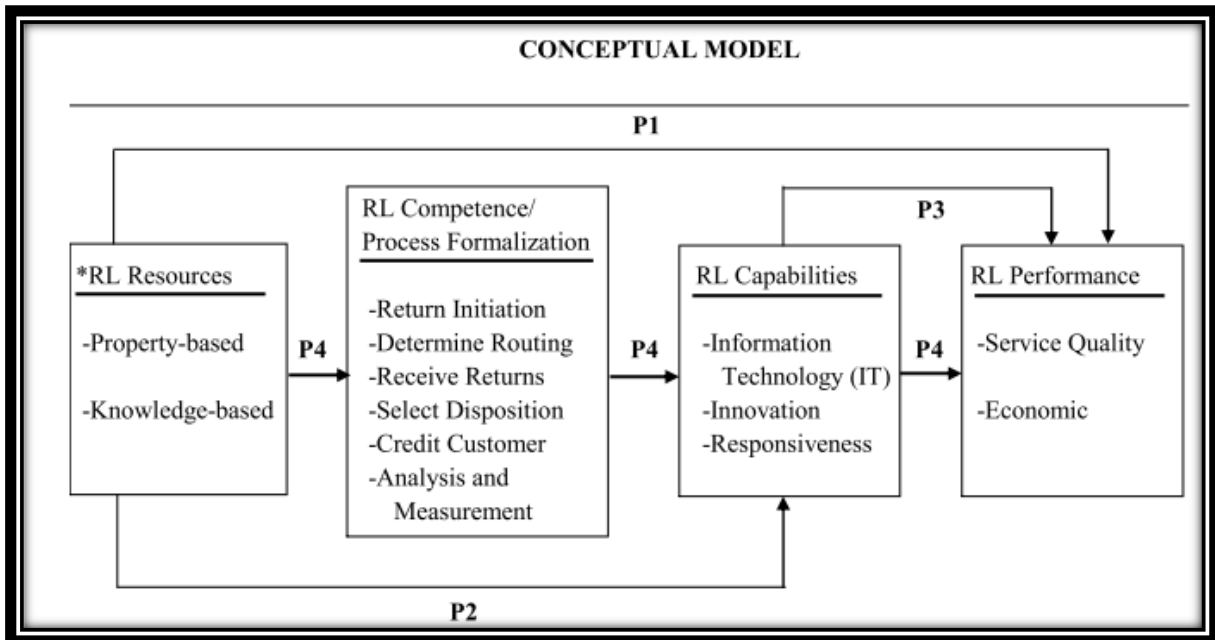 CONCEPTUAL MODEL
P1
P3
*RL Resources
-Property-based
-Knowledge-based
P4
RL Competence/
Process Formalization
-Return Initiation
-Determine Routing
-Receive Returns
-Select Disposition
-Credit Customer
-Analysis and
Measurement
P4
RL Capabilities
-Information
Technology (IT)
-Innovation
-Responsiveness
P4
RL Performance
-Service Quality
-Economic
P2